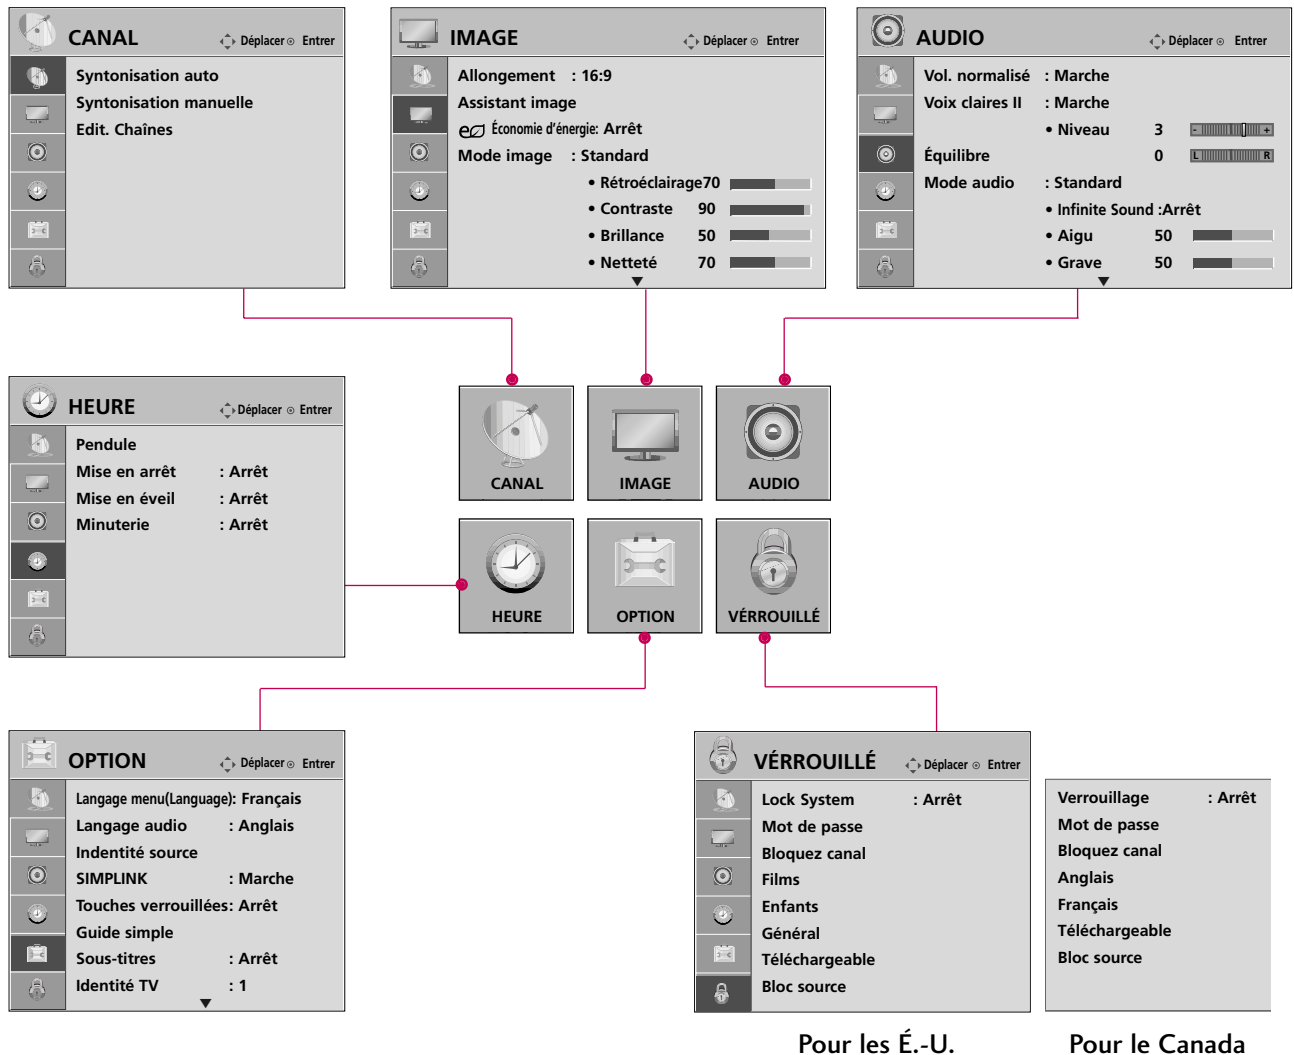 CANAL
Déplacer Entrer
Syntonisation auto
Syntonisation manuelle
Edit. Chaînes
IMAGE
Déplacer Entrer
Allongement : 16:9
Assistant image
Économie d'énergie: Arrêt
Mode image : Standard
• Rétroéclairage70
• Contraste 90
• Brillance 50
• Netteté 70
AUDIO
Déplacer Entrer
Vol. normalisé : Marche
Voix claires II : Marche
• Niveau 3 - +
Équilibre 0 L R
Mode audio : Standard
• Infinite Sound :Arrêt
• Aigu 50
• Grave 50
HEURE
Déplacer Entrer
Pendule
Mise en arrêt : Arrêt
Mise en éveil : Arrêt
Minuterie : Arrêt
CANAL
IMAGE
AUDIO
HEURE
OPTION
VÉRROUILLÉ
OPTION
Déplacer Entrer
Langage menu(Language): Français
Langage audio : Anglais
Indentité source
SIMPLINK : Marche
Touches verrouillées: Arrêt
Guide simple
Sous-titres : Arrêt
Identité TV : 1
VÉRROUILLÉ
Déplacer Entrer
Lock System : Arrêt
Mot de passe
Bloquez canal
Films
Enfants
Général
Téléchargeable
Bloc source
Pour les É.-U.
Verrouillage : Arrêt
Mot de passe
Bloquez canal
Anglais
Français
Téléchargeable
Bloc source
Pour le Canada